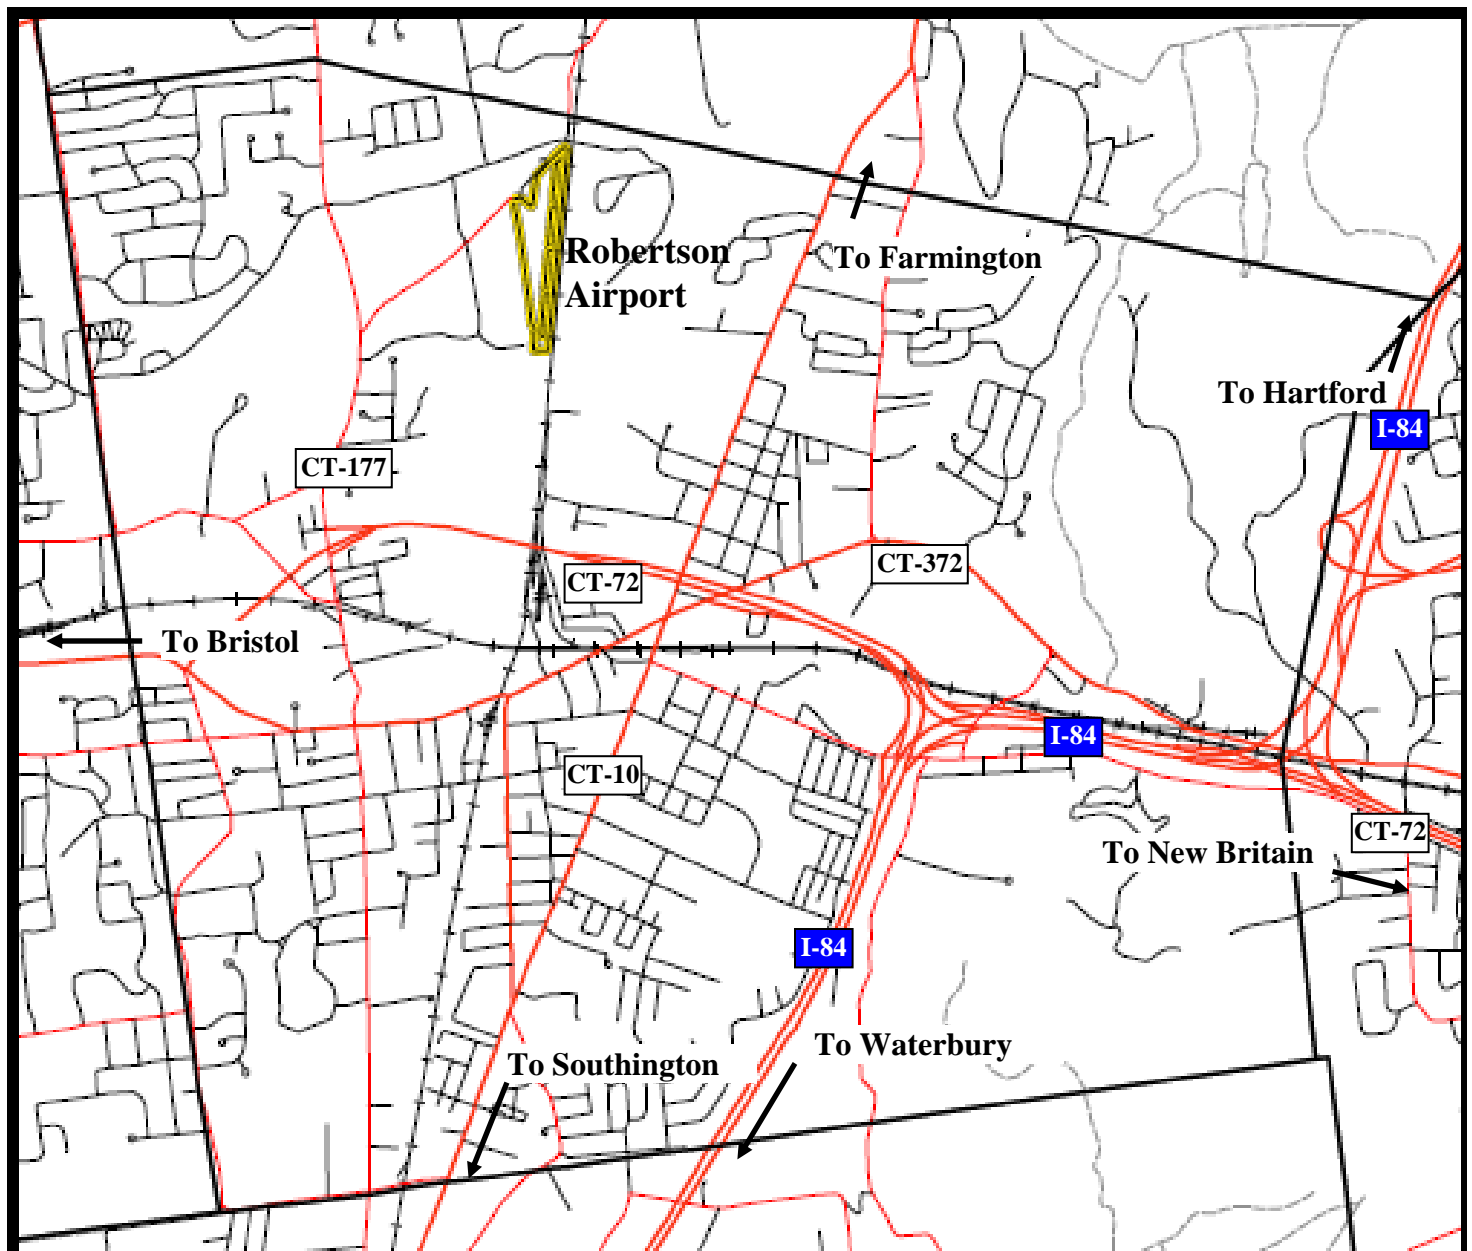 Robertson
Airport
To Farmington
To Hartford
I-84
CT-177
CT-372
CT-72
To Bristol
I-84
CT-10
CT-72
To New Britain
I-84
To Waterbury
To Southington